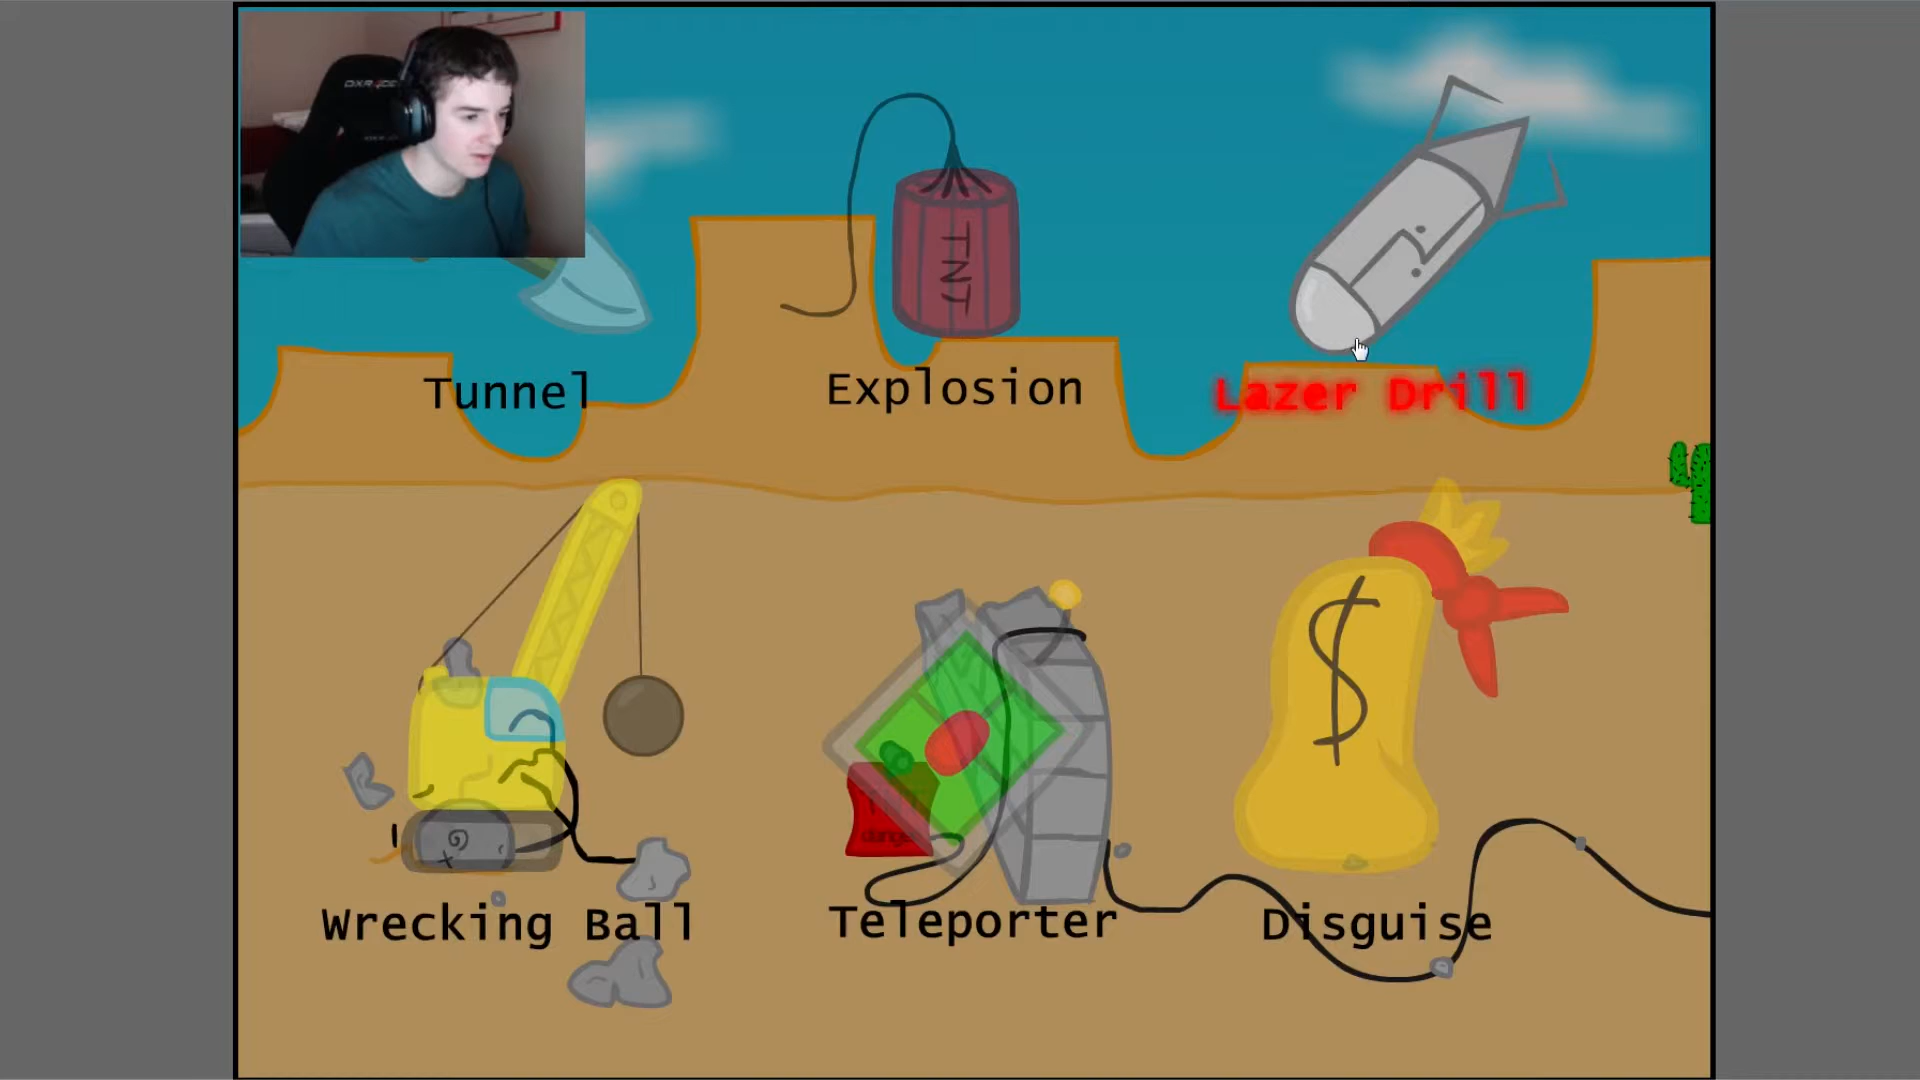 TNT
Tunnel
Explosion
Lazer Drill
$
Wrecking Ball
Teleporter
Disguise